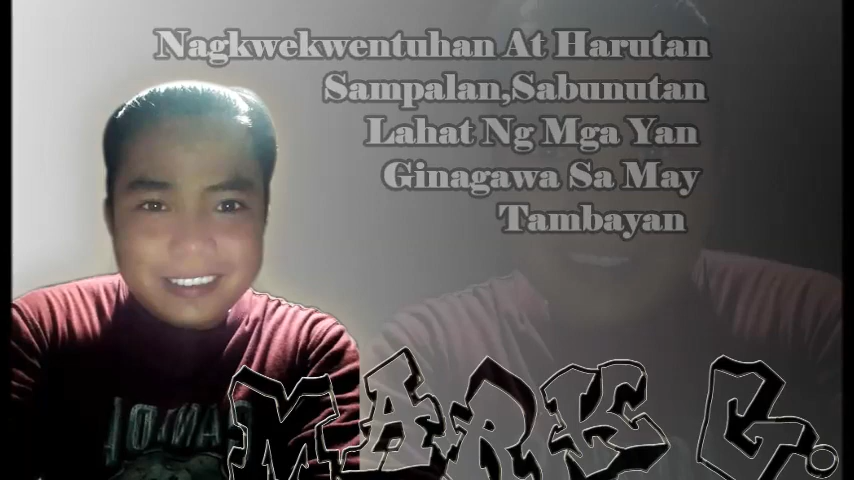 Nagkwekwentuhan At Harutan
Sampalan,Sabunutan
Lahat Ng Mga Yan
Ginagawa Sa May
Tambayan
MARK G.